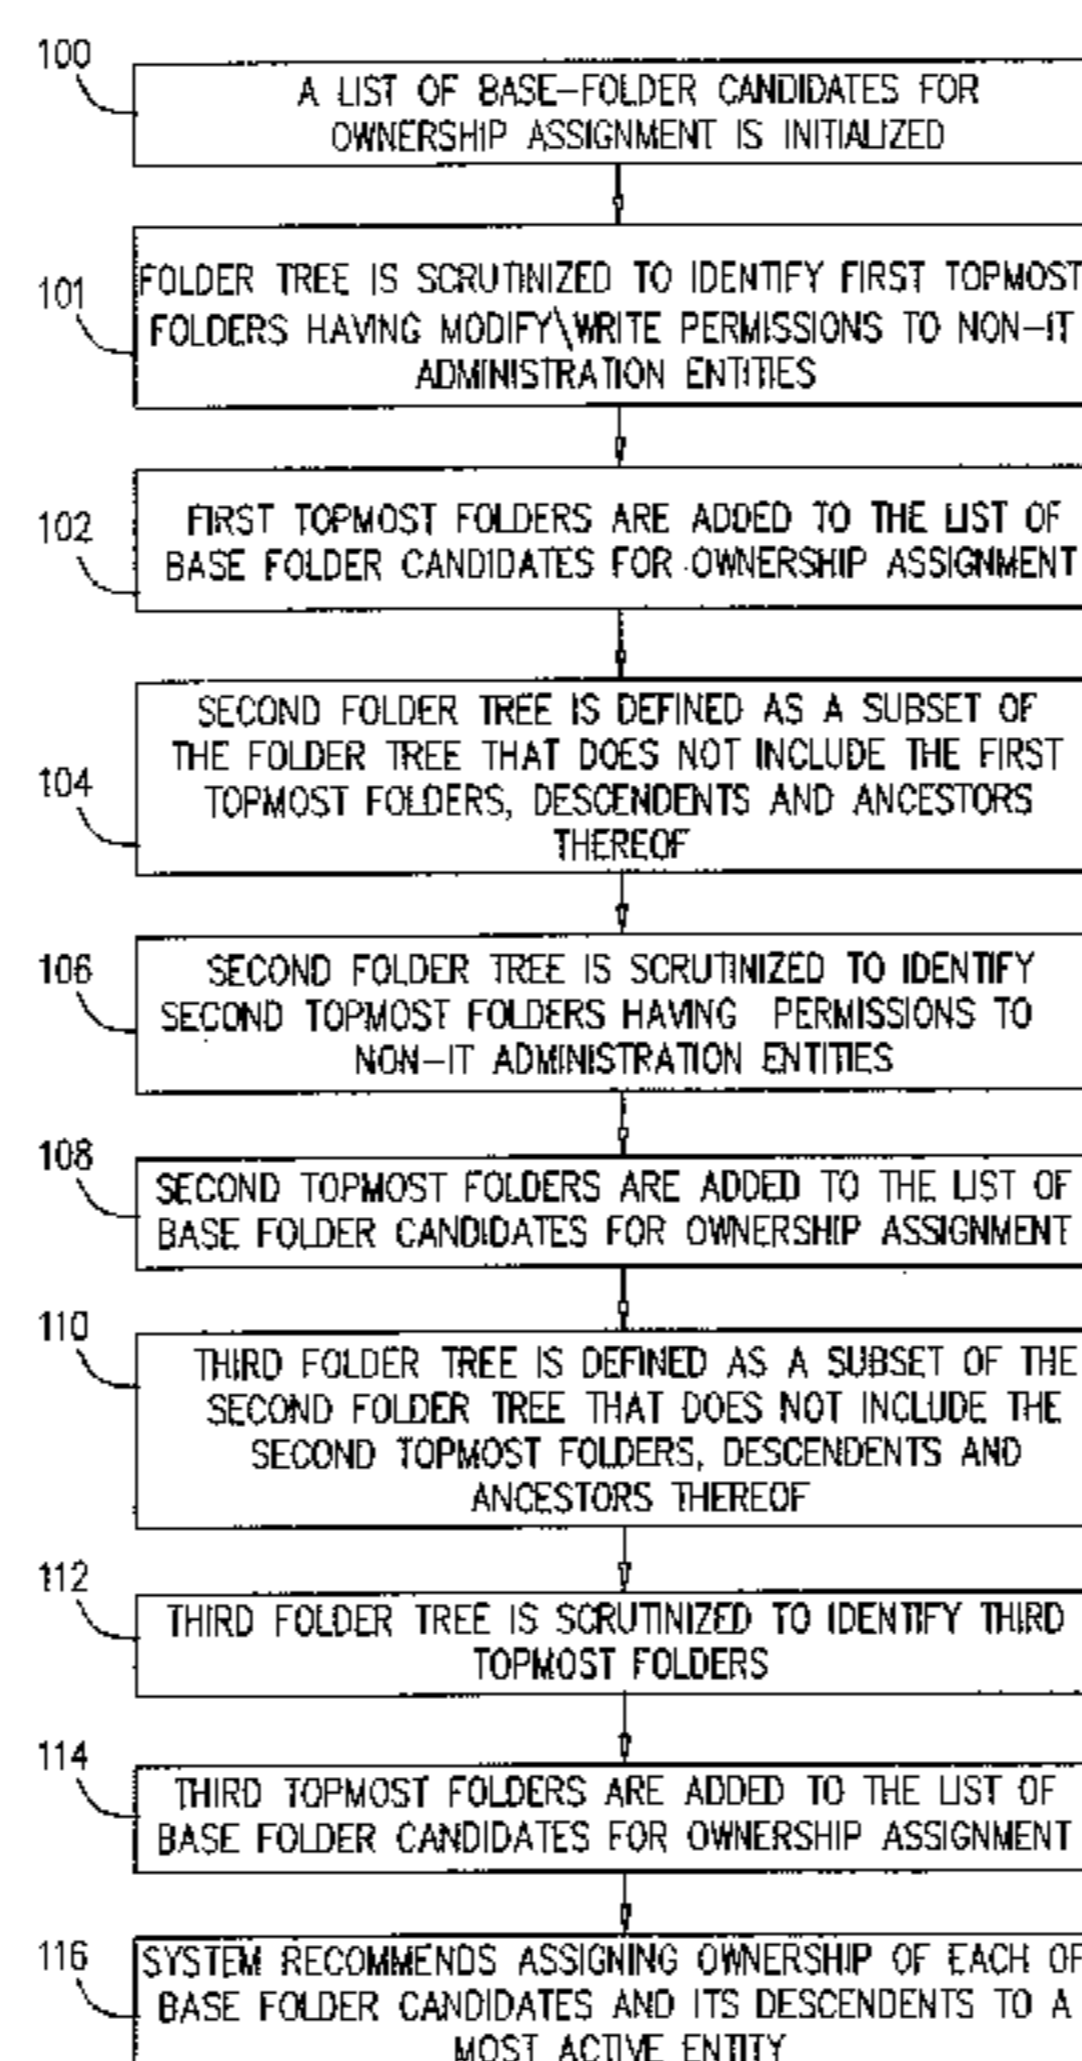 100
A LIST OF BASE-FOLDER CANDIDATES FOR
OWNERSHIP ASSIGNMENT IS INITIALIZED
101
FOLDER TREE IS SCRUTINIZED TO IDENTIFY FIRST TOPMOST
FOLDERS HAVING MODIFY\WRITE PERMISSIONS TO NON-IT
ADMINISTRATION ENTITIES
102
FIRST TOPMOST FOLDERS ARE ADDED TO THE LIST OF
BASE FOLDER CANDIDATES FOR OWNERSHIP ASSIGNMENT
104
SECOND FOLDER TREE IS DEFINED AS A SUBSET OF
THE FOLDER TREE THAT DOES NOT INCLUDE THE FIRST
TOPMOST FOLDERS, DESCENDENTS AND ANCESTORS
THEREOF
106
SECOND FOLDER TREE IS SCRUTINIZED TO IDENTIFY
SECOND TOPMOST FOLDERS HAVING PERMISSIONS TO
NON-IT ADMINISTRATION ENTITIES
108
SECOND TOPMOST FOLDERS ARE ADDED TO THE LIST OF
BASE FOLDER CANDIDATES FOR OWNERSHIP ASSIGNMENT
110
THIRD FOLDER TREE IS DEFINED AS A SUBSET OF THE
SECOND FOLDER TREE THAT DOES NOT INCLUDE THE
SECOND TOPMOST FOLDERS, DESCENDENTS AND
ANCESTORS THEREOF
112
THIRD FOLDER TREE IS SCRUTINIZED TO IDENTIFY THIRD
TOPMOST FOLDERS
114
THIRD TOPMOST FOLDERS ARE ADDED TO THE LIST OF
BASE FOLDER CANDIDATES FOR OWNERSHIP ASSIGNMENT
116
SYSTEM RECOMMENDS ASSIGNING OWNERSHIP OF EACH OF
BASE FOLDER CANDIDATES AND ITS DESCENDENTS TO A
MOST ACTIVE ENTITY